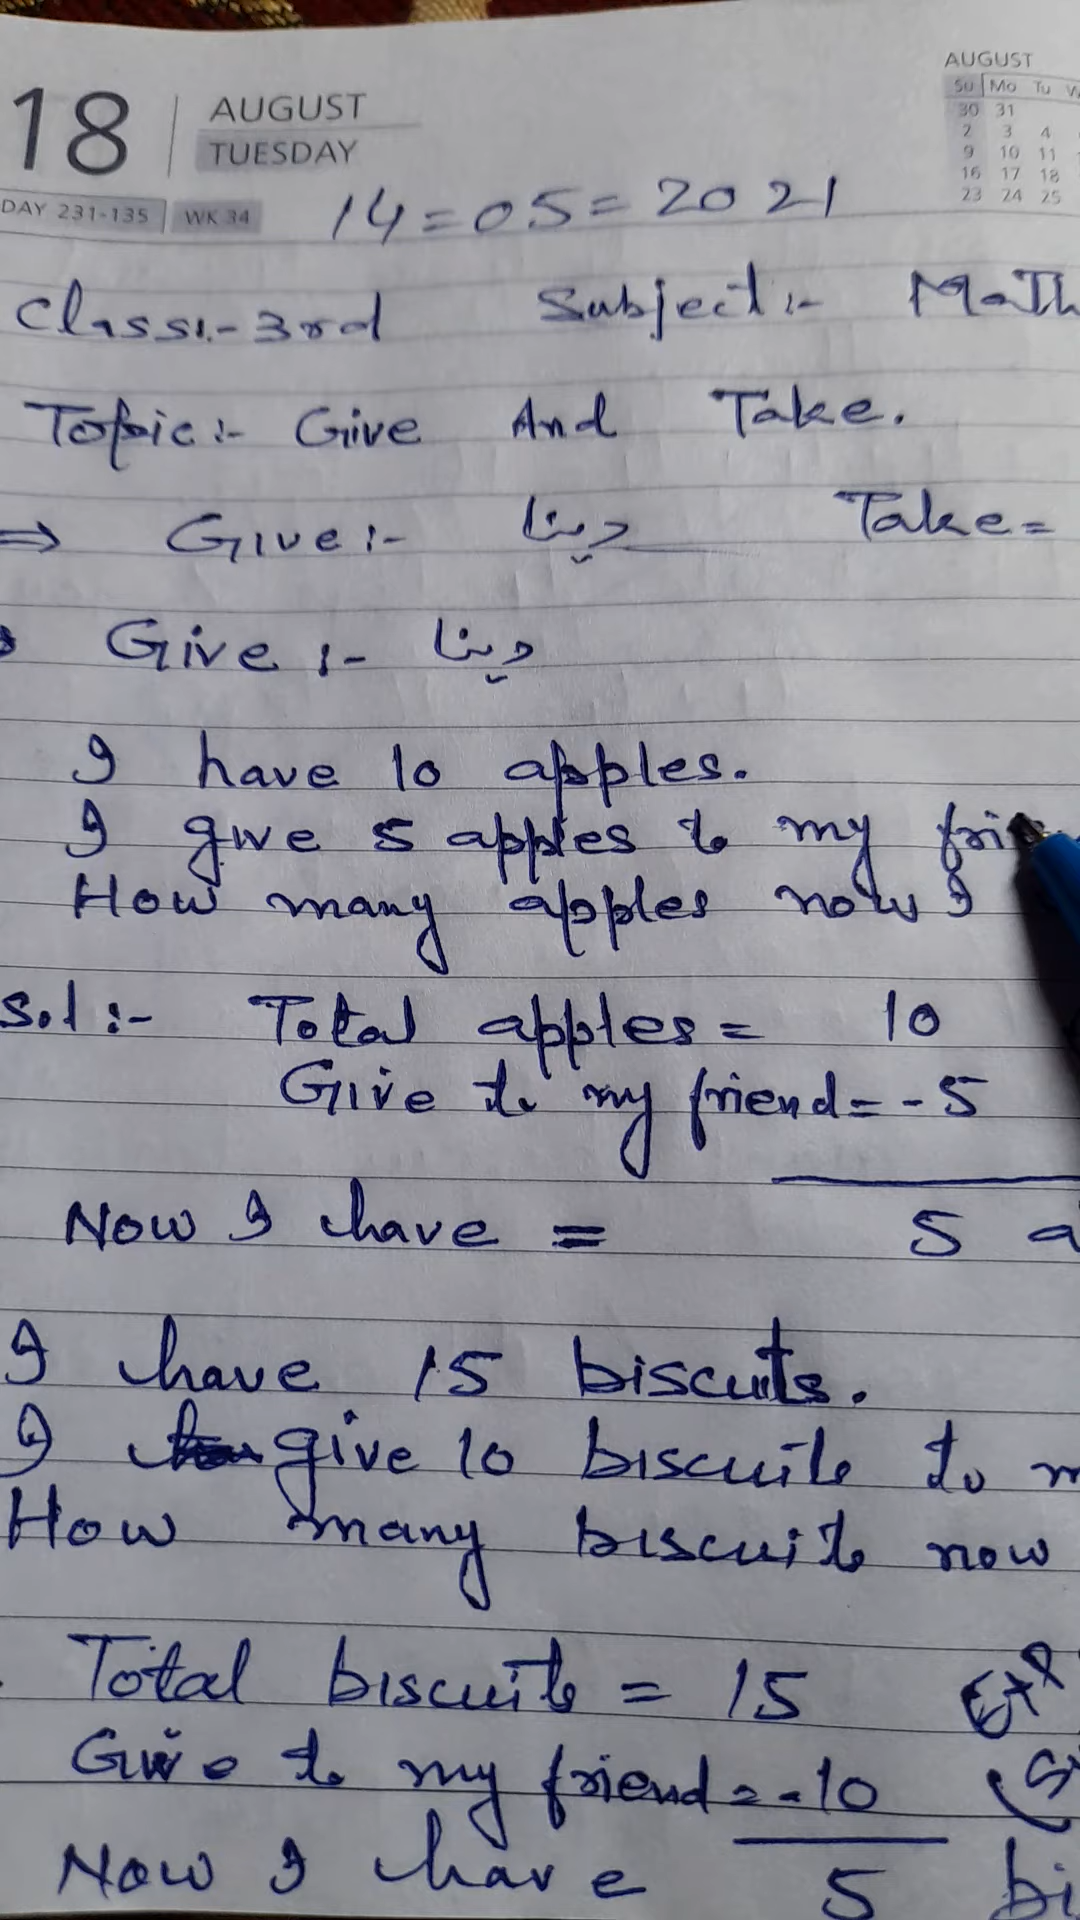 18 AUGUST
TUESDAY
DAY 231-135 WK 34
AUGUST
Su Mo Tu
30 31
2 3 4
9 10 11
16 17 18
23 24 25
14=05=2021
Class:- 3rd Subject:- Math
Topic:- Give And Take.
⇒ Give:- دینا Take=
Give:- دینا
I have 10 apples.
I give 5 apples to my fri
How many apples now I
Sol:- Total apples = 10
Give to my friend = -5
Now I have = 5 a
I have 15 biscuits.
I give 10 biscuits to m
How many biscuits now
Total biscuits = 15
Give to my friend = -10
Now I have 5 bi